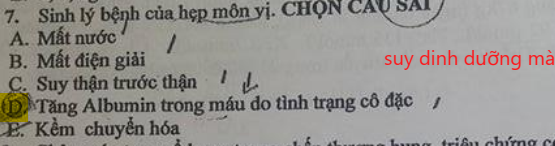 7. Sinh lý bệnh của hẹp môn vị. CHỌN CÂU SAI
A. Mất nước
B. Mất điện giải
suy dinh dưỡng mà
C. Suy thận trước thận
D. Tăng Albumin trong máu do tình trạng cô đặc
E. Kềm chuyển hóa